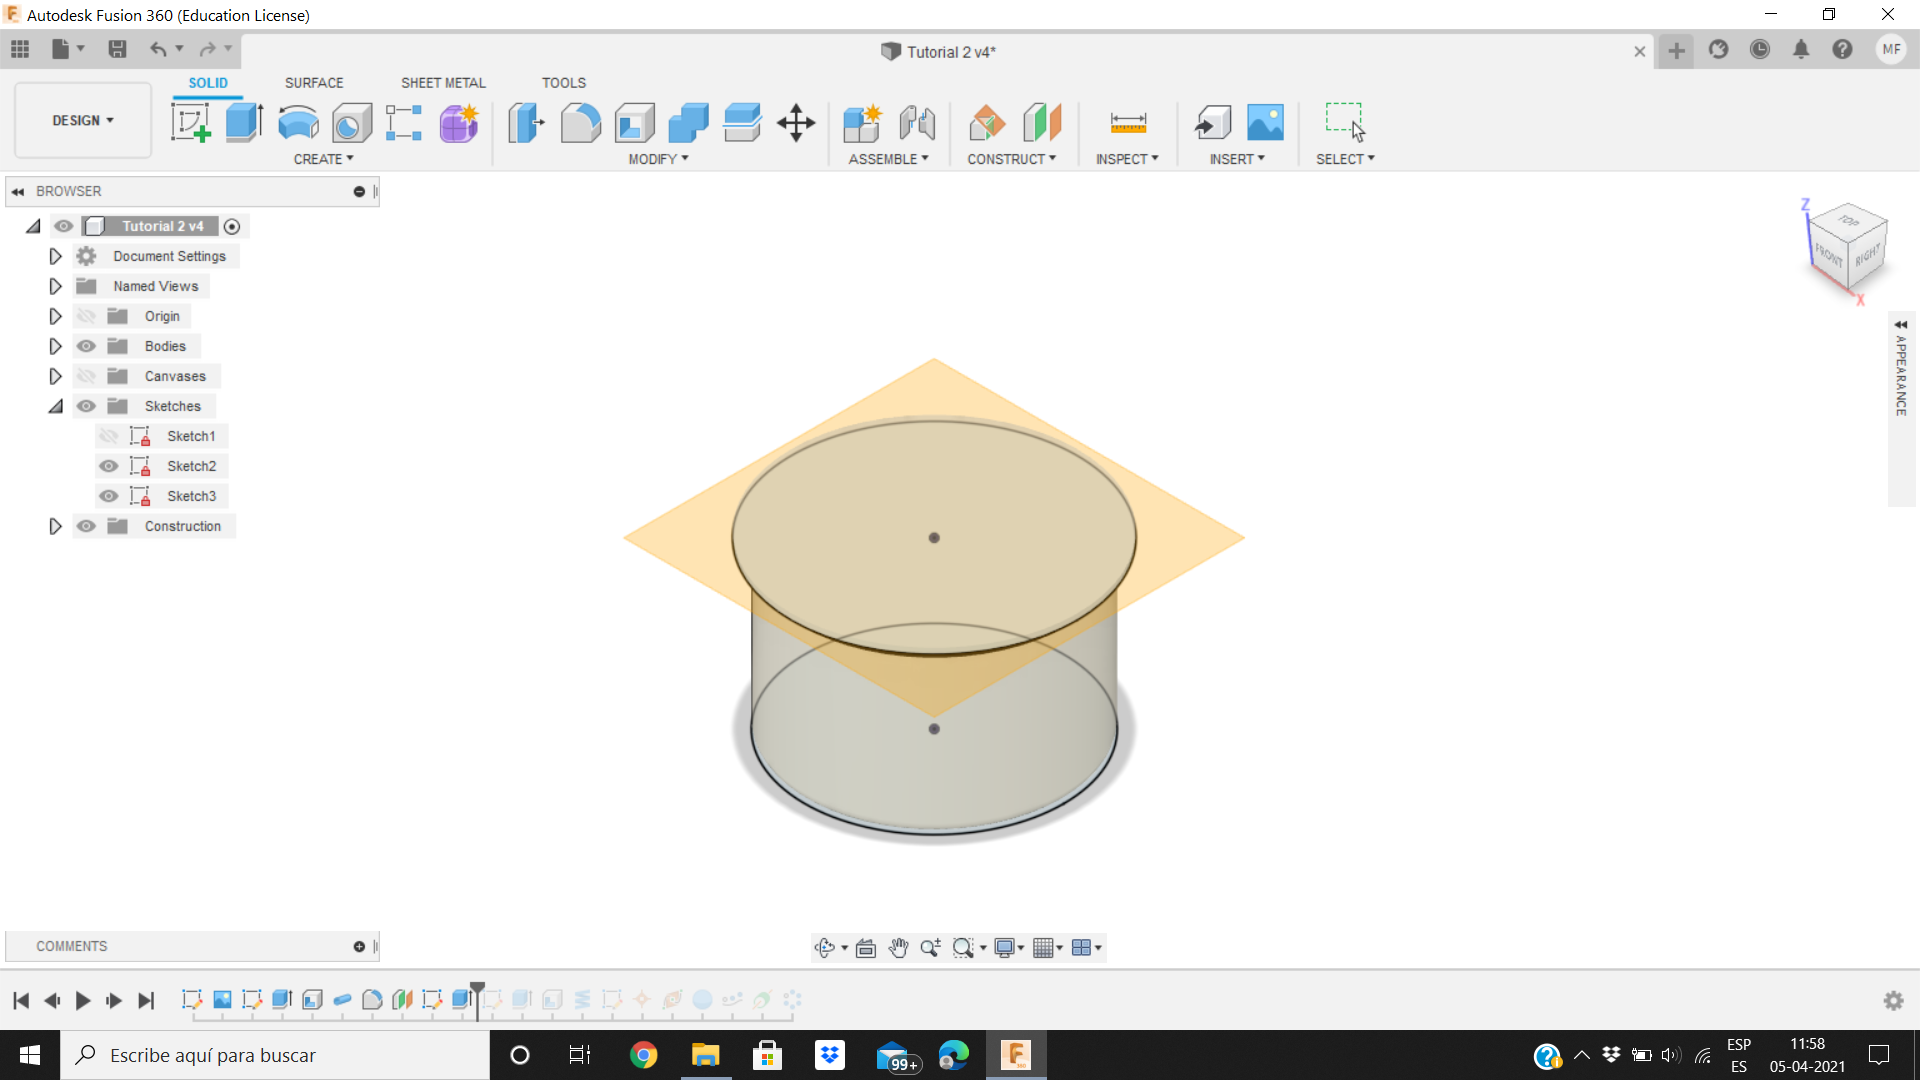 Autodesk Fusion 360 (Education License)
Tutorial 2 v4*
MF
SOLID SURFACE SHEET METAL TOOLS
DESIGN
CREATE MODIFY ASSEMBLE CONSTRUCT INSPECT INSERT SELECT
BROWSER
Tutorial 2 v4
Document Settings
Named Views
Origin
Bodies
Canvases
Sketches
Sketch1
Sketch2
Sketch3
Construction
Z
TOP
FRONT
RIGHT
X
APPEARANCE
COMMENTS
Escribe aquí para buscar
99+
F
360
ESP
ES
11:58
05-04-2021